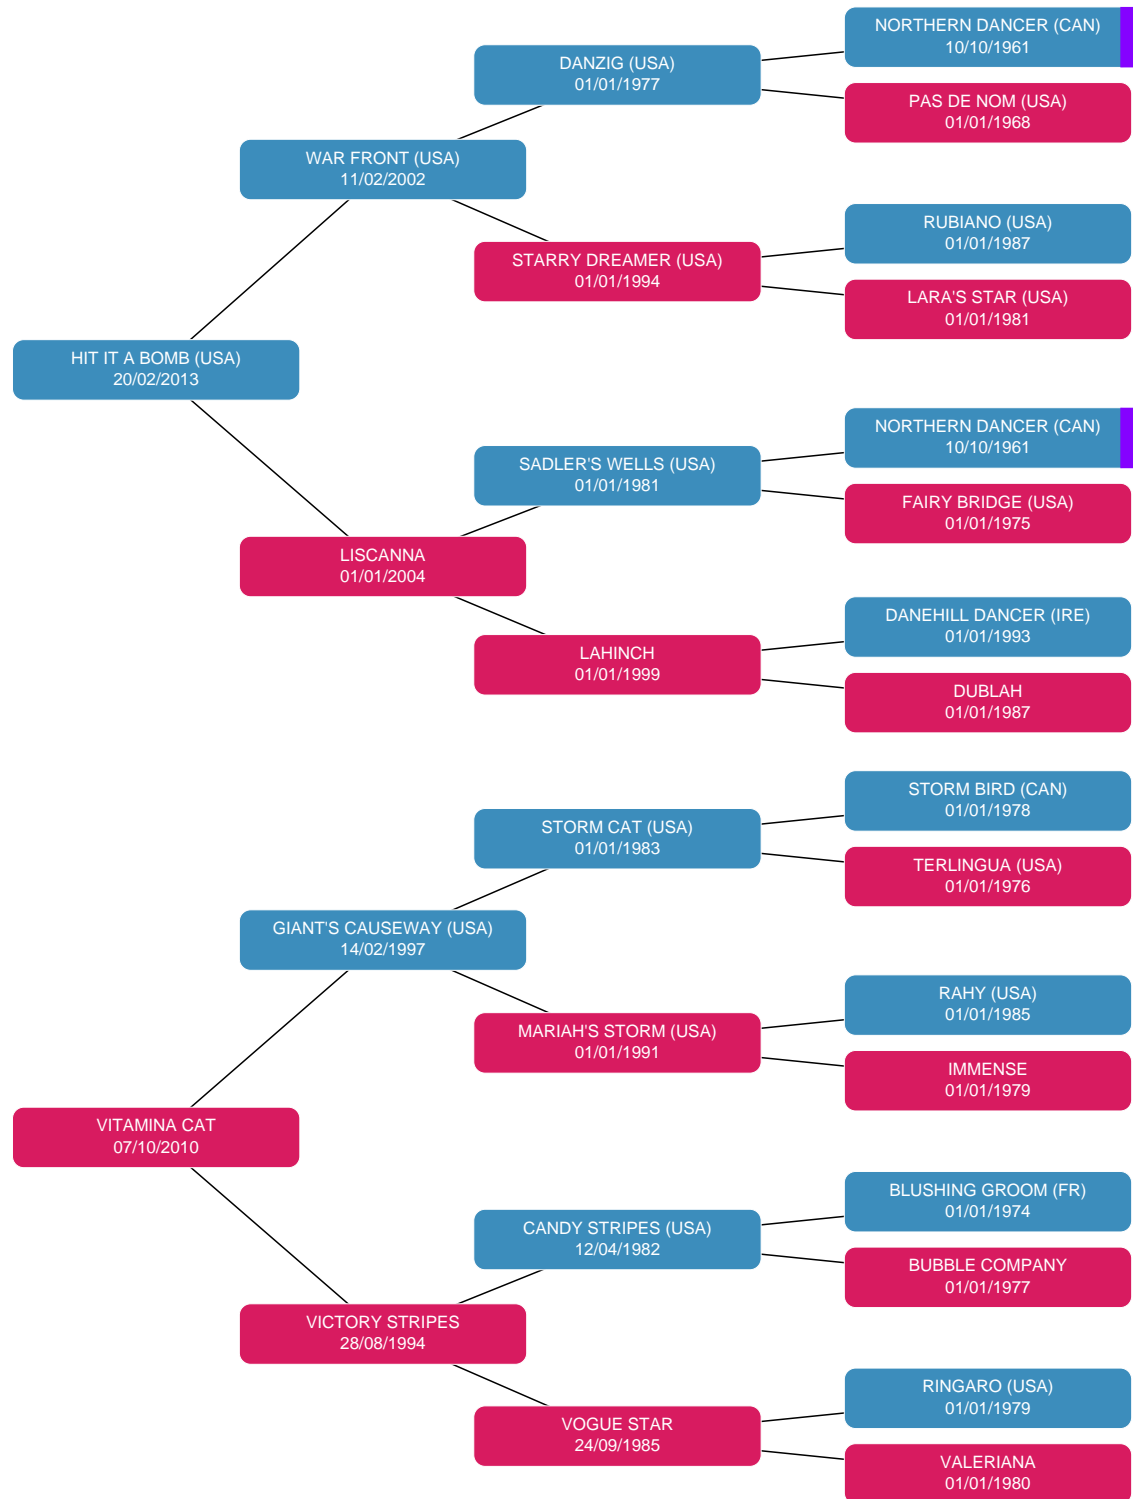 NORTHERN DANCER (CAN)
10/10/1961
DANZIG (USA)
01/01/1977
PAS DE NOM (USA)
01/01/1968
WAR FRONT (USA)
11/02/2002
RUBIANO (USA)
01/01/1987
STARRY DREAMER (USA)
01/01/1994
LARA'S STAR (USA)
01/01/1981
HIT IT A BOMB (USA)
20/02/2013
NORTHERN DANCER (CAN)
10/10/1961
SADLER'S WELLS (USA)
01/01/1981
FAIRY BRIDGE (USA)
01/01/1975
LISCANNA
01/01/2004
DANEHILL DANCER (IRE)
01/01/1993
LAHINCH
01/01/1999
DUBLAH
01/01/1987
STORM BIRD (CAN)
01/01/1978
STORM CAT (USA)
01/01/1983
TERLINGUA (USA)
01/01/1976
GIANT'S CAUSEWAY (USA)
14/02/1997
RAHY (USA)
01/01/1985
MARIAH'S STORM (USA)
01/01/1991
IMMENSE
01/01/1979
VITAMINA CAT
07/10/2010
BLUSHING GROOM (FR)
01/01/1974
CANDY STRIPES (USA)
12/04/1982
BUBBLE COMPANY
01/01/1977
VICTORY STRIPES
28/08/1994
RINGARO (USA)
01/01/1979
VOGUE STAR
24/09/1985
VALERIANA
01/01/1980